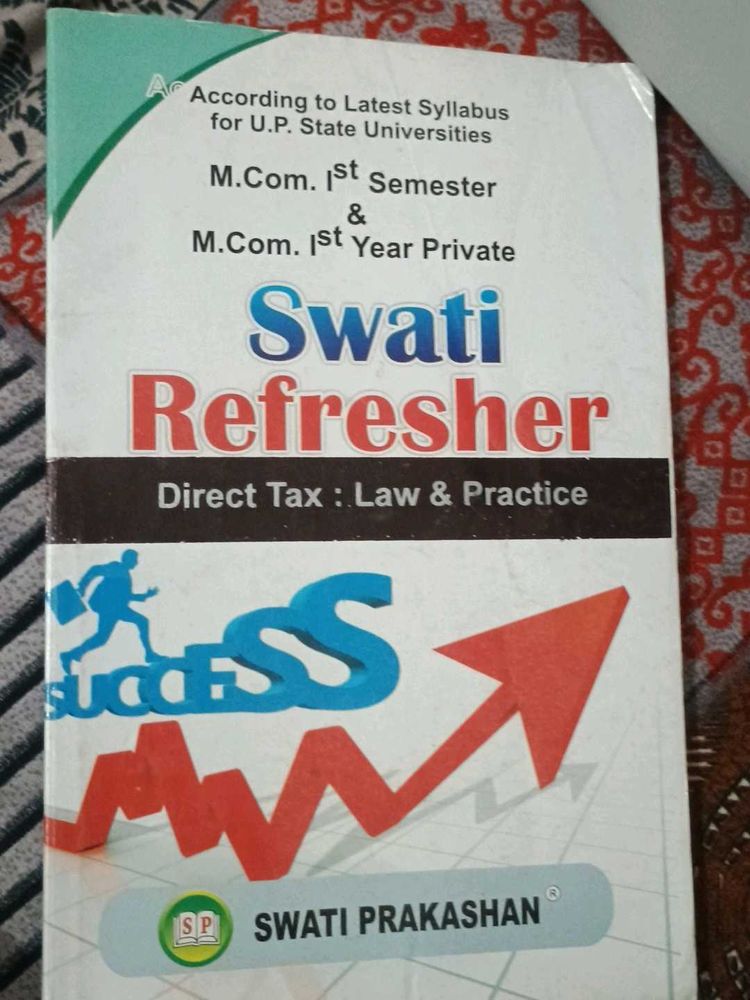 Ac
According to Latest Syllabus
for U.P. State Universities
M.Com. Ist Semester
&
M.Com. Ist Year Private
Swati
Refresher
Direct Tax : Law & Practice
SUCCESS
SP
SWATI PRAKASHAN®